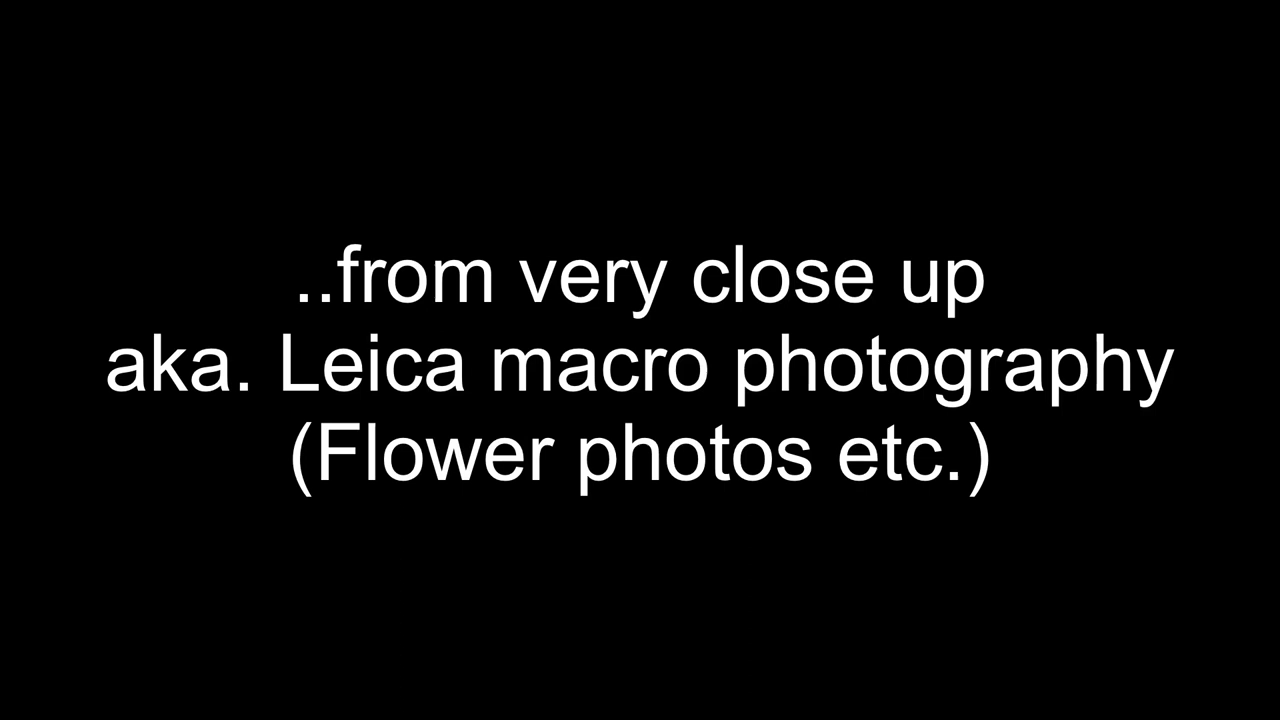 ..from very close up
aka. Leica macro photography
(Flower photos etc.)